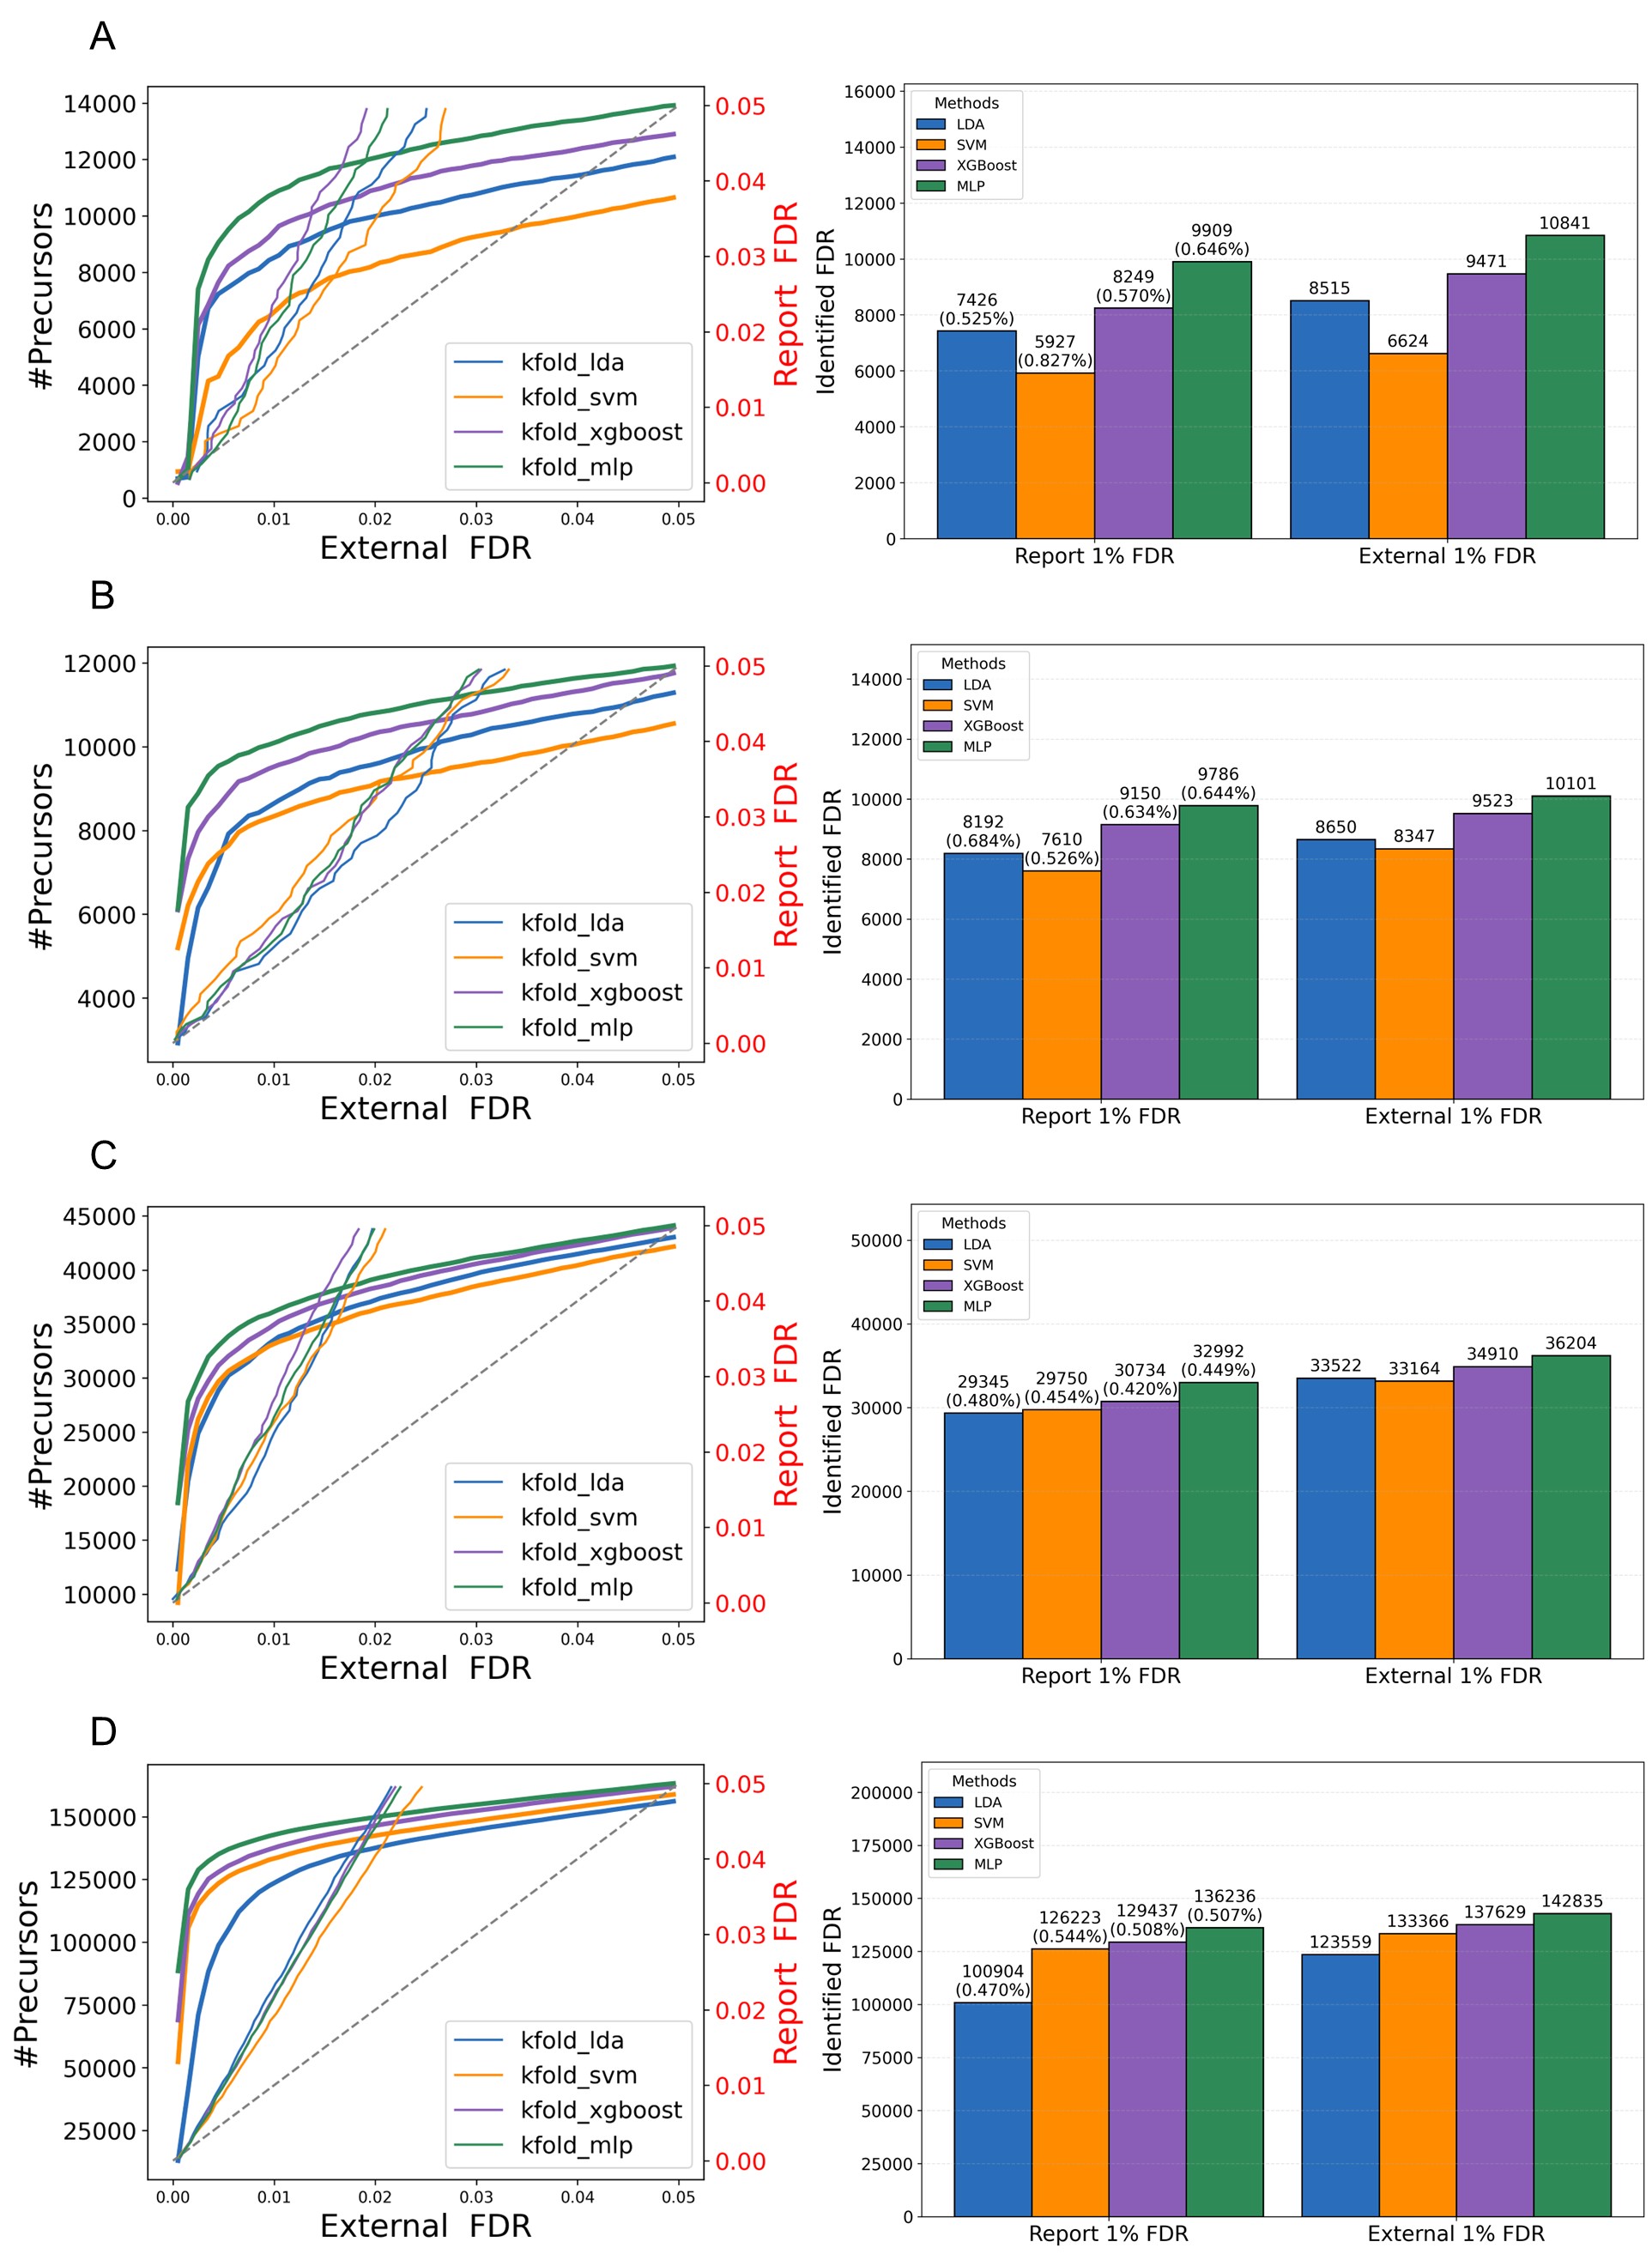 A
14000
12000
10000
8000
6000
4000
2000
0
#Precursors
0.00
0.01
0.02
0.03
0.04
0.05
External FDR
0.05
0.04
0.03
0.02
0.01
0.00
Report FDR
kfold_lda
kfold_svm
kfold_xgboost
kfold_mlp
16000
14000
12000
10000
8000
6000
4000
2000
0
Identified FDR
Methods
LDA
SVM
XGBoost
MLP
7426
(0.525%)
5927
(0.827%)
8249
(0.570%)
9909
(0.646%)
8515
6624
9471
10841
Report 1% FDR
External 1% FDR
B
12000
10000
8000
6000
4000
#Precursors
0.00
0.01
0.02
0.03
0.04
0.05
External FDR
0.05
0.04
0.03
0.02
0.01
0.00
Report FDR
kfold_lda
kfold_svm
kfold_xgboost
kfold_mlp
14000
12000
10000
8000
6000
4000
2000
0
Identified FDR
Methods
LDA
SVM
XGBoost
MLP
8192
(0.684%)
7610
(0.526%)
9150
(0.634%)
9786
(0.644%)
8650
8347
9523
10101
Report 1% FDR
External 1% FDR
C
45000
40000
35000
30000
25000
20000
15000
10000
#Precursors
0.00
0.01
0.02
0.03
0.04
0.05
External FDR
0.05
0.04
0.03
0.02
0.01
0.00
Report FDR
kfold_lda
kfold_svm
kfold_xgboost
kfold_mlp
50000
40000
30000
20000
10000
0
Identified FDR
Methods
LDA
SVM
XGBoost
MLP
29345
(0.480%)
29750
(0.454%)
30734
(0.420%)
32992
(0.449%)
33522
33164
34910
36204
Report 1% FDR
External 1% FDR
D
150000
125000
100000
75000
50000
25000
#Precursors
0.00
0.01
0.02
0.03
0.04
0.05
External FDR
0.05
0.04
0.03
0.02
0.01
0.00
Report FDR
kfold_lda
kfold_svm
kfold_xgboost
kfold_mlp
200000
175000
150000
125000
100000
75000
50000
25000
0
Identified FDR
Methods
LDA
SVM
XGBoost
MLP
100904
(0.470%)
126223
(0.544%)
129437
(0.508%)
136236
(0.507%)
123559
133366
137629
142835
Report 1% FDR
External 1% FDR